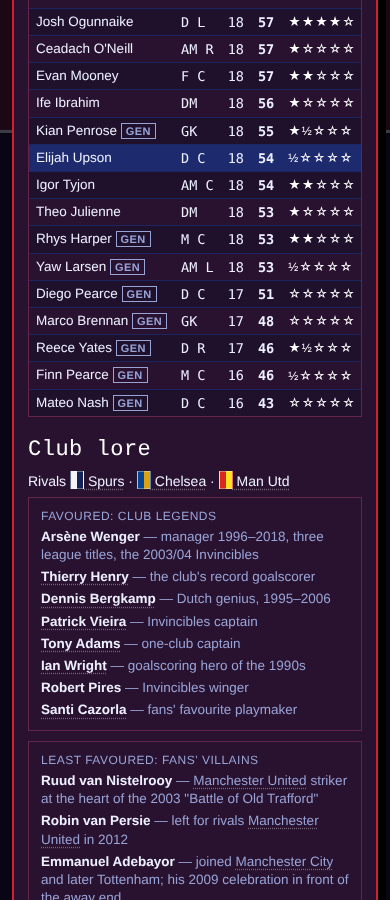 Josh Ogunnaike D L 18 57 ★★★★☆
Ceadach O'Neill AM R 18 57 ★☆☆☆☆
Evan Mooney F C 18 57 ★★☆☆☆
Ife Ibrahim DM 18 56 ★☆☆☆☆
Kian Penrose GEN GK 18 55 ★½☆☆☆
Elijah Upson D C 18 54 ½☆☆☆☆
Igor Tyjon AM C 18 54 ★★☆☆☆
Theo Julienne DM 18 53 ★☆☆☆☆
Rhys Harper GEN M C 18 53 ★★☆☆☆
Yaw Larsen GEN AM L 18 53 ½☆☆☆☆
Diego Pearce GEN D C 17 51 ☆☆☆☆☆
Marco Brennan GEN GK 17 48 ☆☆☆☆☆
Reece Yates GEN D R 17 46 ★½☆☆☆
Finn Pearce GEN M C 16 46 ½☆☆☆☆
Mateo Nash GEN D C 16 43 ☆☆☆☆☆
Club lore
Rivals Spurs · Chelsea · Man Utd
FAVOURED: CLUB LEGENDS
Arsène Wenger — manager 1996–2018, three
league titles, the 2003/04 Invincibles
Thierry Henry — the club's record goalscorer
Dennis Bergkamp — Dutch genius, 1995–2006
Patrick Vieira — Invincibles captain
Tony Adams — one-club captain
Ian Wright — goalscoring hero of the 1990s
Robert Pires — Invincibles winger
Santi Cazorla — fans' favourite playmaker
LEAST FAVOURED: FANS' VILLAINS
Ruud van Nistelrooy — Manchester United striker
at the heart of the 2003 "Battle of Old Trafford"
Robin van Persie — left for rivals Manchester
United in 2012
Emmanuel Adebayor — joined Manchester City
and later Tottenham; his 2009 celebration in front of
the away end